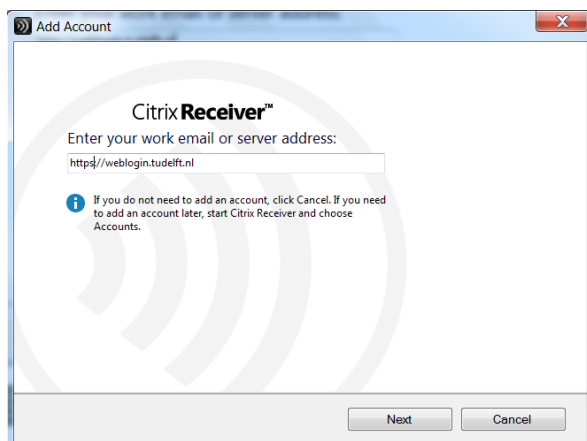 Add Account
Citrix Receiver™
Enter your work email or server address:
https//weblogin.tudelft.nl
If you do not need to add an account, click Cancel. If you need
to add an account later, start Citrix Receiver and choose
Accounts.
Next
Cancel